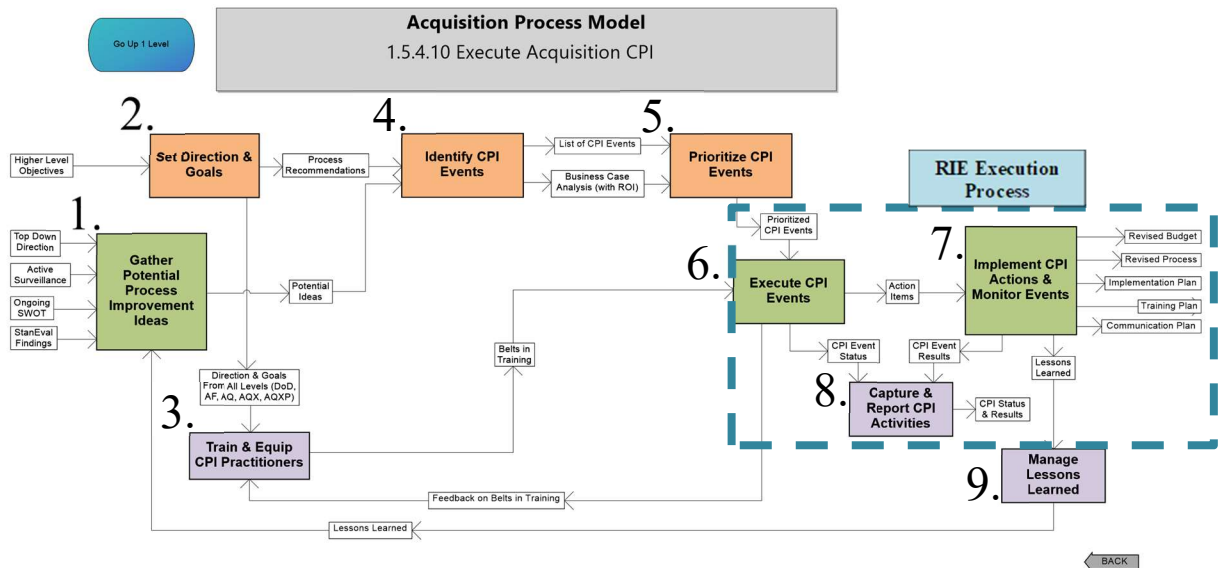 Go Up 1 Level
Acquisition Process Model
1.5.4.10 Execute Acquisition CPI
2.
4.
5.
Higher Level
Objectives
Set Direction &
Goals
Process
Recommendations
Identify CPI
Events
List of CPI Events
Business Case
Analysis (with ROI)
Prioritize CPI
Events
RIE Execution
Process
1.
Top Down
Direction
Active
Surveillance
Ongoing
SWOT
StanEval
Findings
Gather
Potential
Process
Improvement
Ideas
Potential
Ideas
Prioritized
CPI Events
6.
Execute CPI
Events
Action
Items
7.
Implement CPI
Actions &
Monitor Events
Revised Budget
Revised Process
Implementation Plan
Training Plan
Communication Plan
Belts in
Training
CPI Event
Status
CPI Event
Results
Lessons
Learned
Direction & Goals
From All Levels (DoD,
AF, AQ, AQX, AQXP)
8.
Capture &
Report CPI
Activities
CPI Status
& Results
3.
Train & Equip
CPI Practitioners
9.
Manage
Lessons
Learned
Feedback on Belts in Training
Lessons Learned
BACK